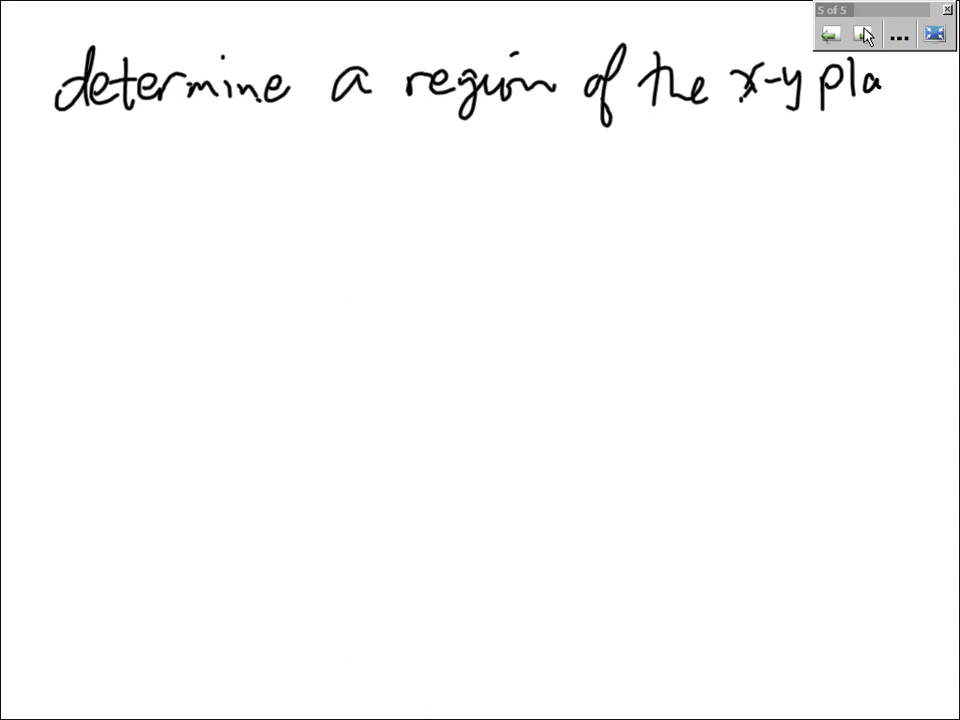 5 of 5
determine a region of the x-y pla